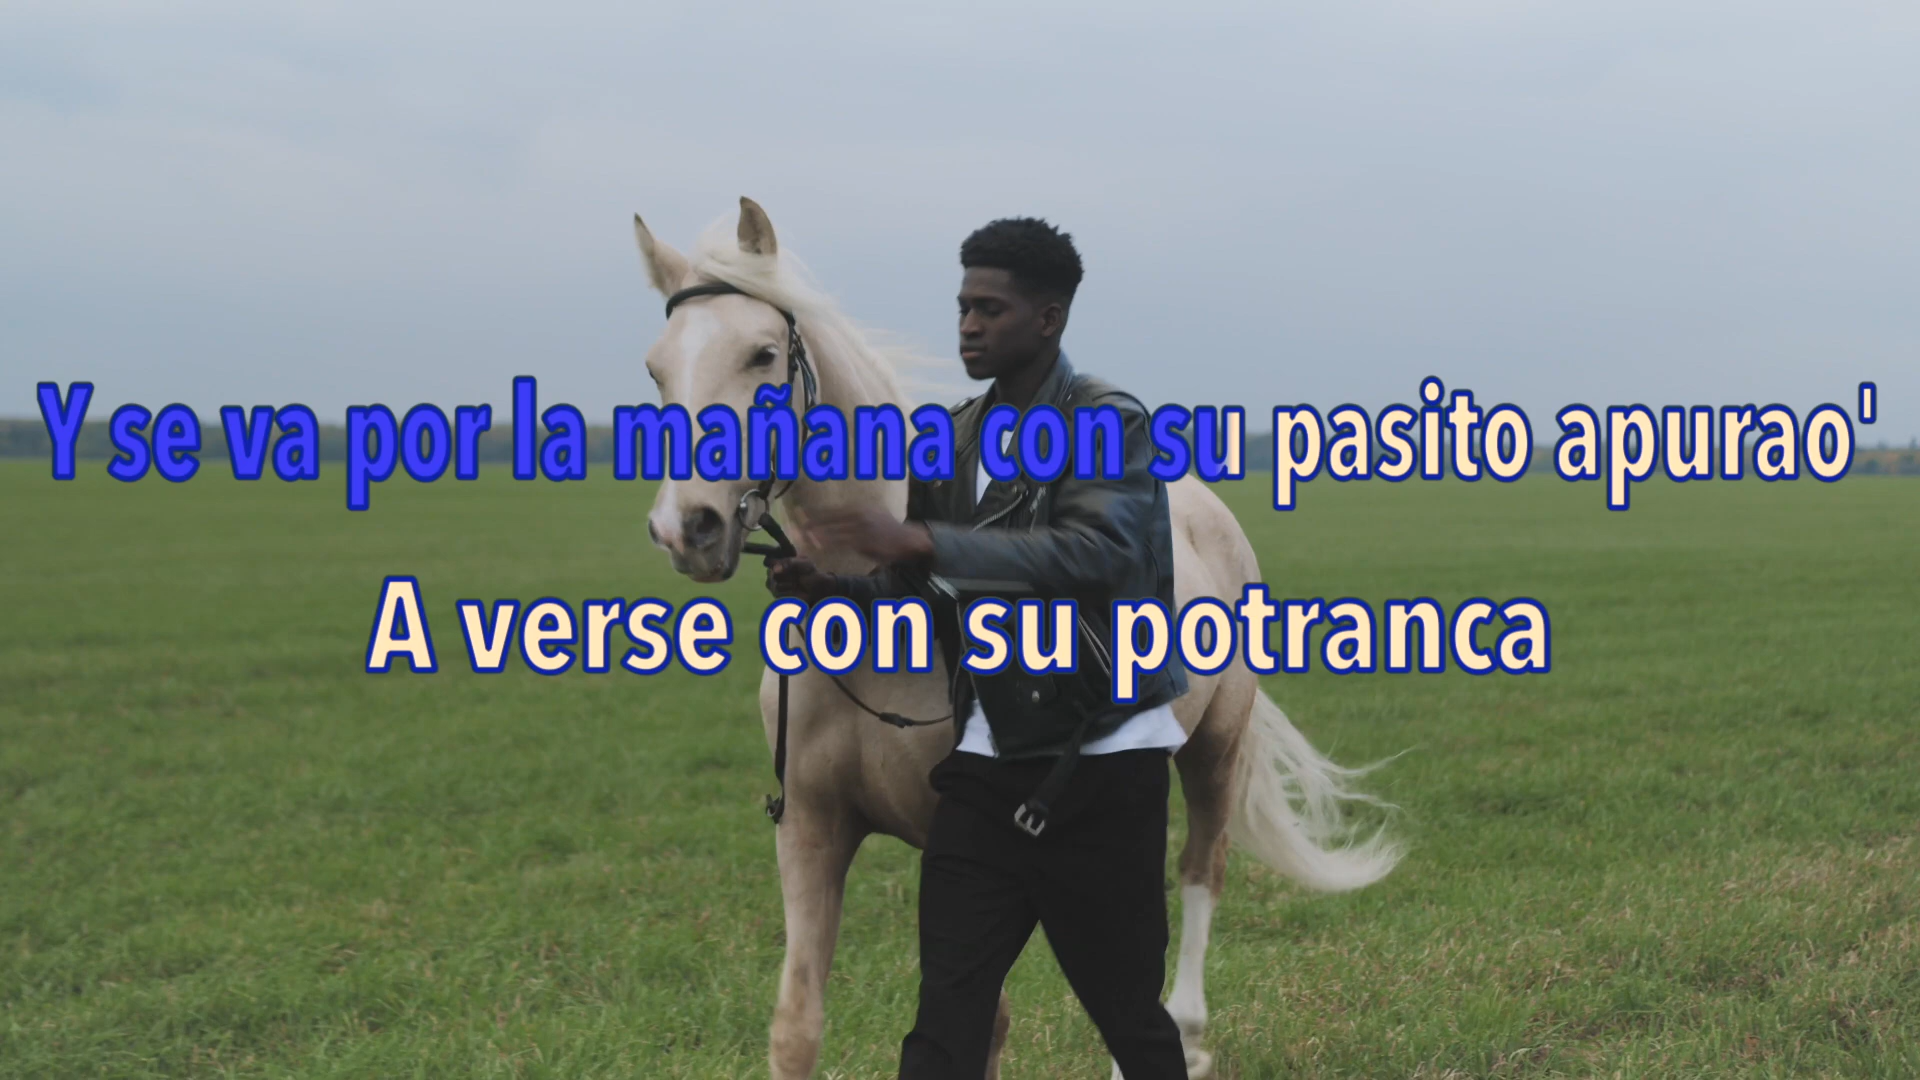 Y se va por la mañana con su pasito apurao'
A verse con su potranca